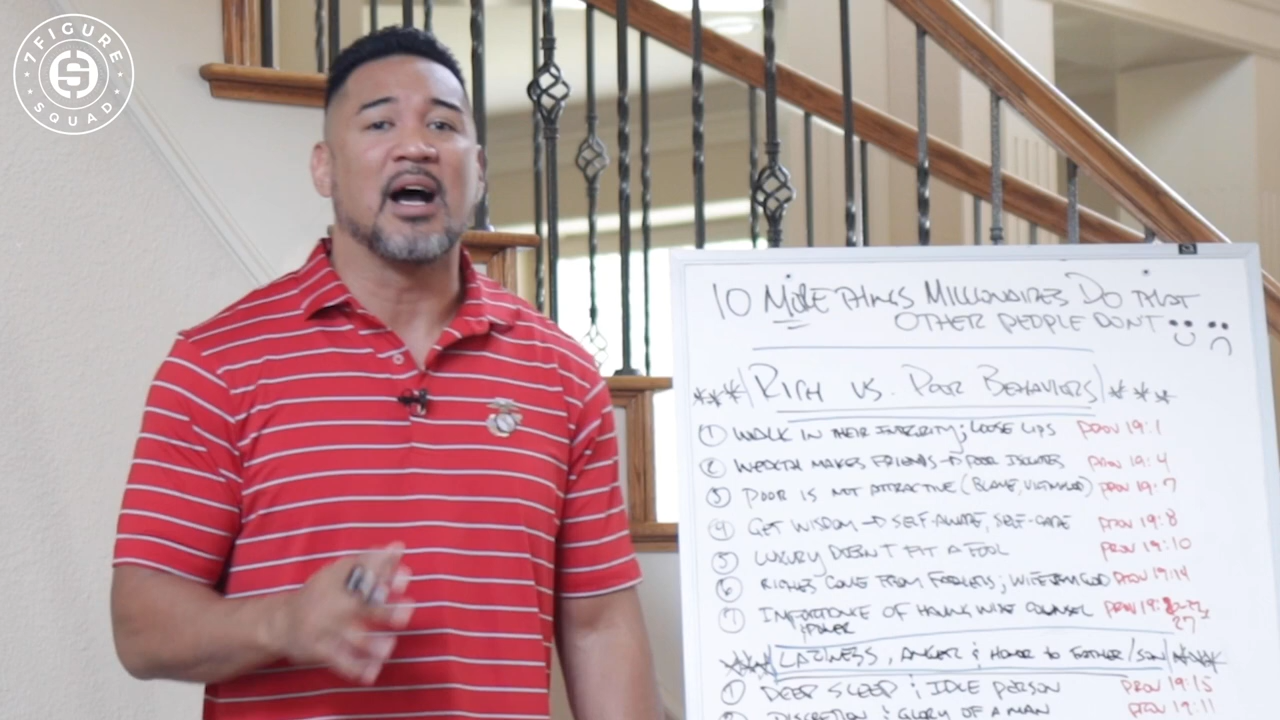 7FIGURE
SQUAD
10 MORE THINGS MILLIONAIRES DO THAT
OTHER PEOPLE DON'T
***|RICH VS. POOR BEHAVIORS|***
① WALK IN THEIR INTEGRITY; LOOSE LIPS PROV 19:1
② WEALTH MAKES FRIENDS → POOR ISOLATES PROV 19:4
③ POOR IS NOT ATTRACTIVE (BLAME, VICTIMHOOD) PROV 19:7
④ GET WISDOM → SELF-AWARE, SELF-CARE PROV 19:8
⑤ LUXURY DOESN'T FIT A FOOL PROV 19:10
⑥ RICHES COME FROM PARENTS; WIFE FROM GOD PROV 19:14
⑦ IMPORTANCE OF HAVING WISE COUNSEL PROV 19:
+POWER 27
***|LAZINESS, ANGER & HONOR TO FATHER/SON|***
① DEEP SLEEP & IDLE PERSON PROV 19:15
② DISCRETION & GLORY OF A MAN PROV 19:11